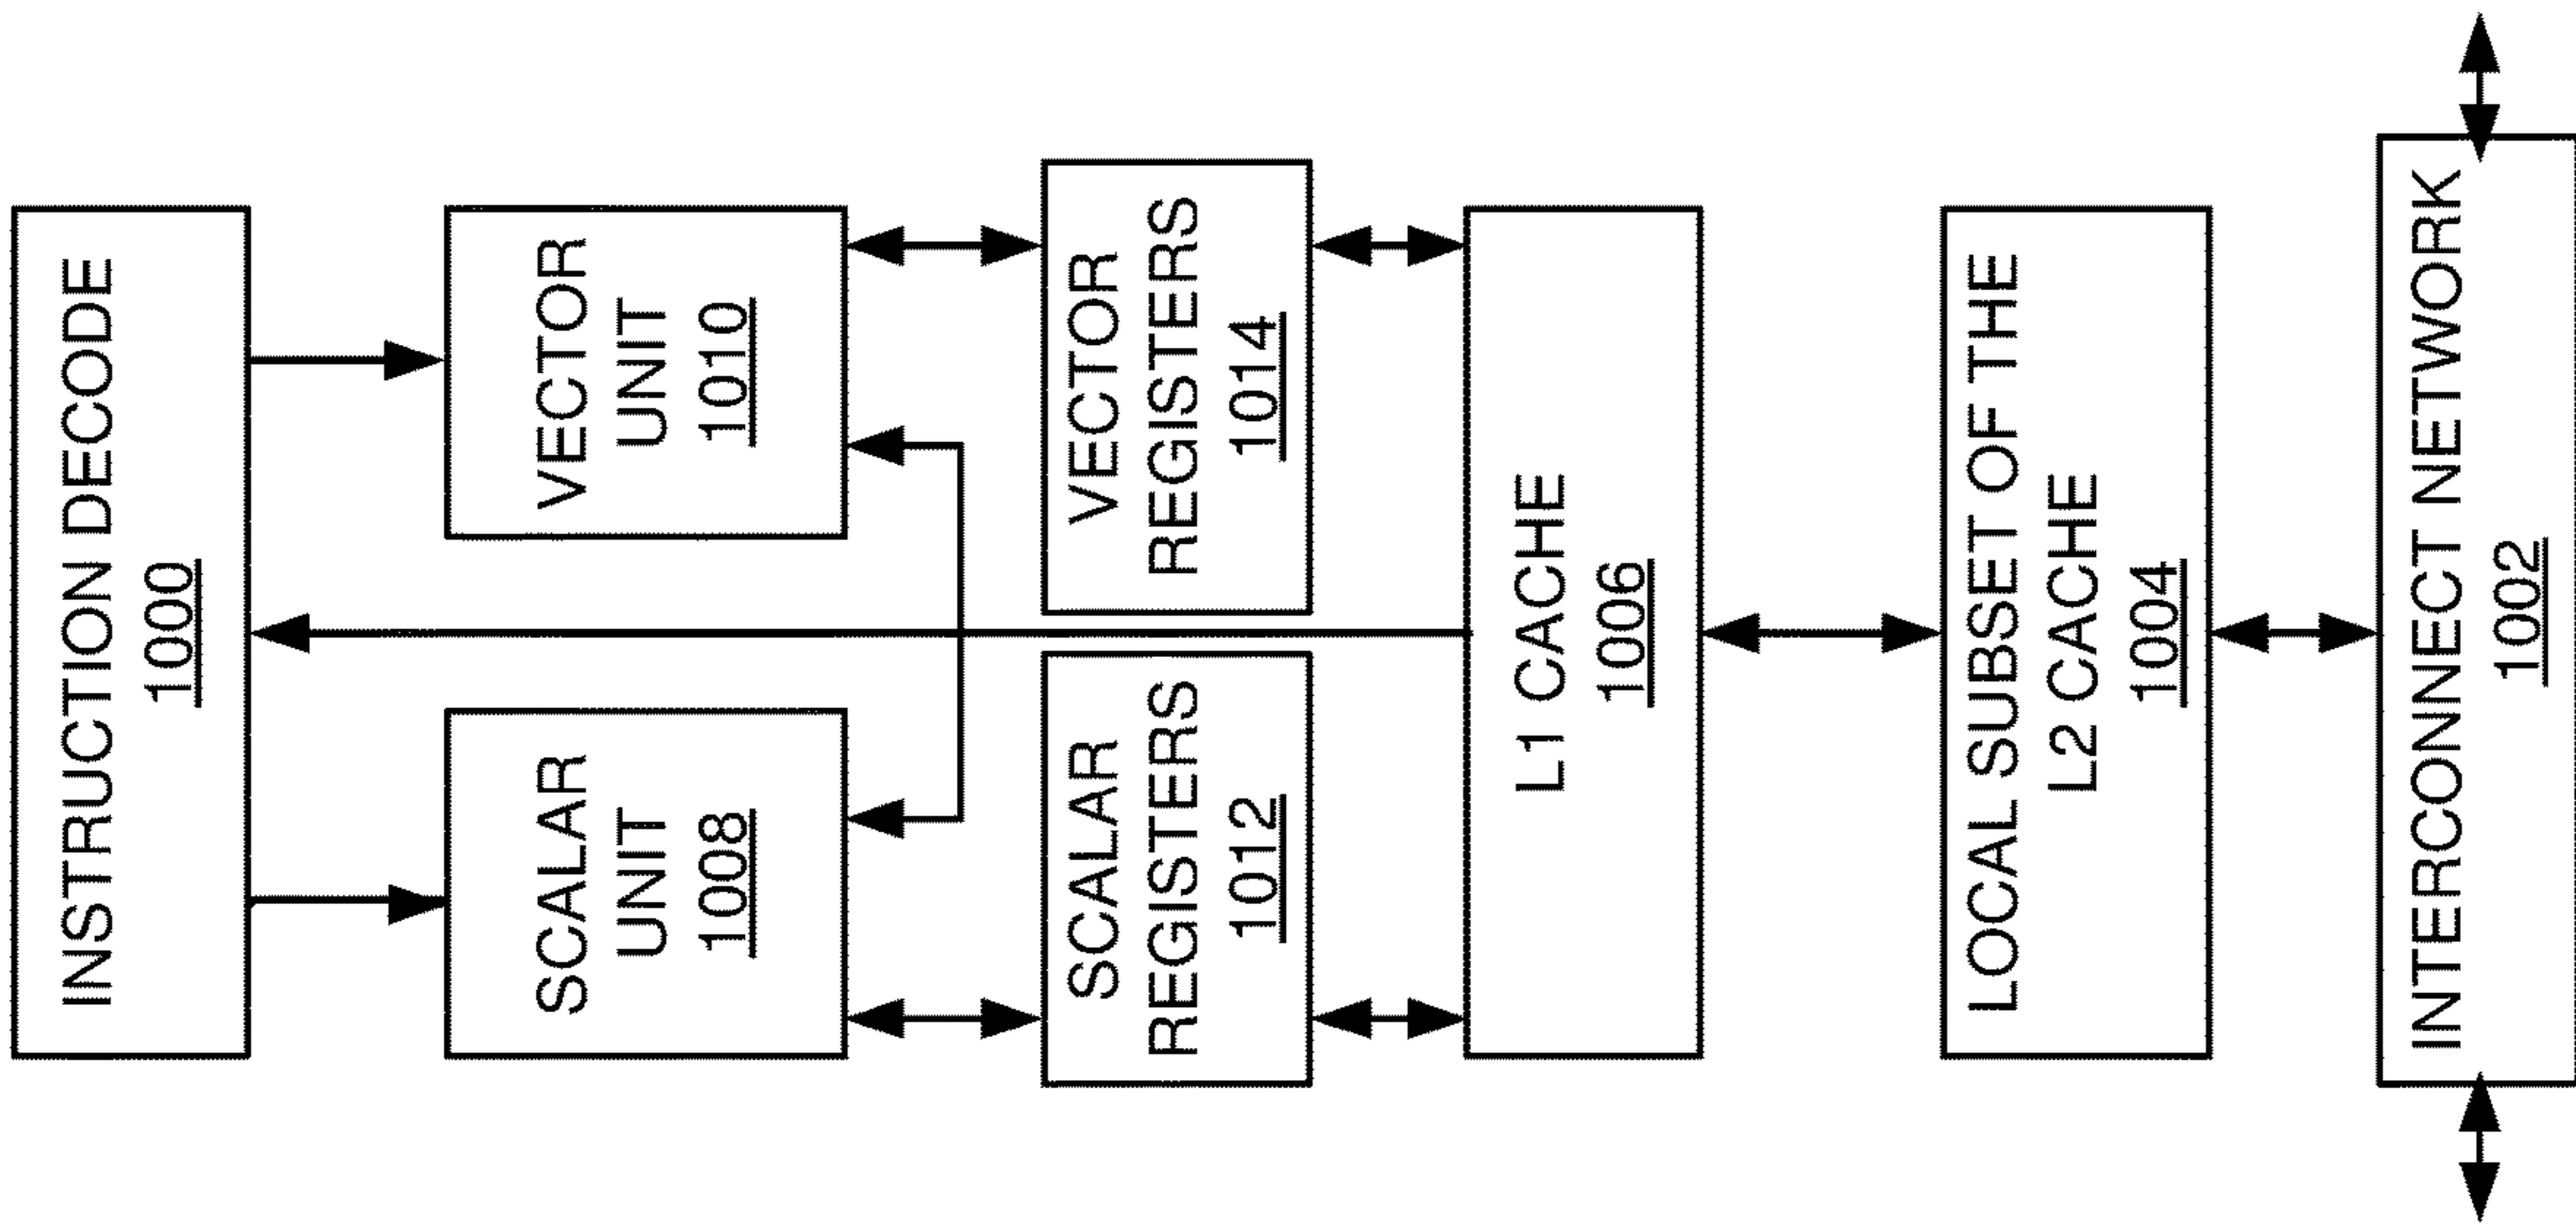 INSTRUCTION DECODE
1000
SCALAR
UNIT
1008
VECTOR
UNIT
1010
SCALAR
REGISTERS
1012
VECTOR
REGISTERS
1014
L1 CACHE
1006
LOCAL SUBSET OF THE
L2 CACHE
1004
INTERCONNECT NETWORK
1002